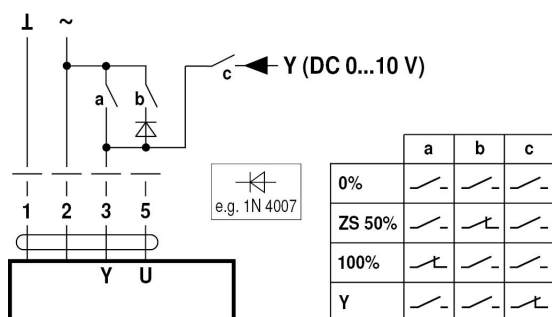 ⊥ ~
a b c Y (DC 0...10 V)
1 2 3 5
Y U
e.g. 1N 4007
a b c
0%
ZS 50%
100%
Y